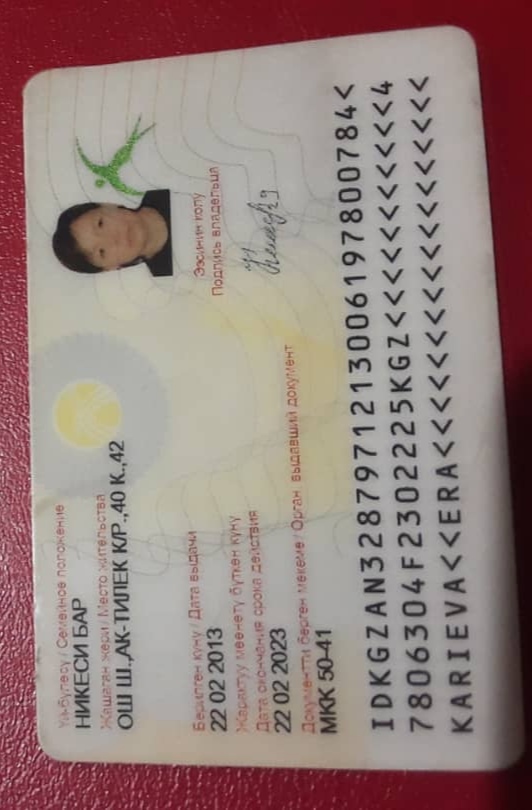 Үй-бүлөсү / Семейное положение
НИКЕСИ БАР
Жашаган жери / Место жительства
ОШ Ш.,АК-ТИЛЕК К/Р.,40 К.,42
Берилген күнү / Дата выдачи
22 02 2013
Жарактуу мөөнөтү бүткөн күнү
Дата окончания срока действия
22 02 2023
Документти берген мекеме / Орган выдавший документ
МКК 50-41
Ээсинин колу
Подпись владельца
IDKGZAN3287971213006197800784<
7806304F2302225KGZ<<<<<<<<<<<4
KARIEVA<<ERA<<<<<<<<<<<<<<<<<<